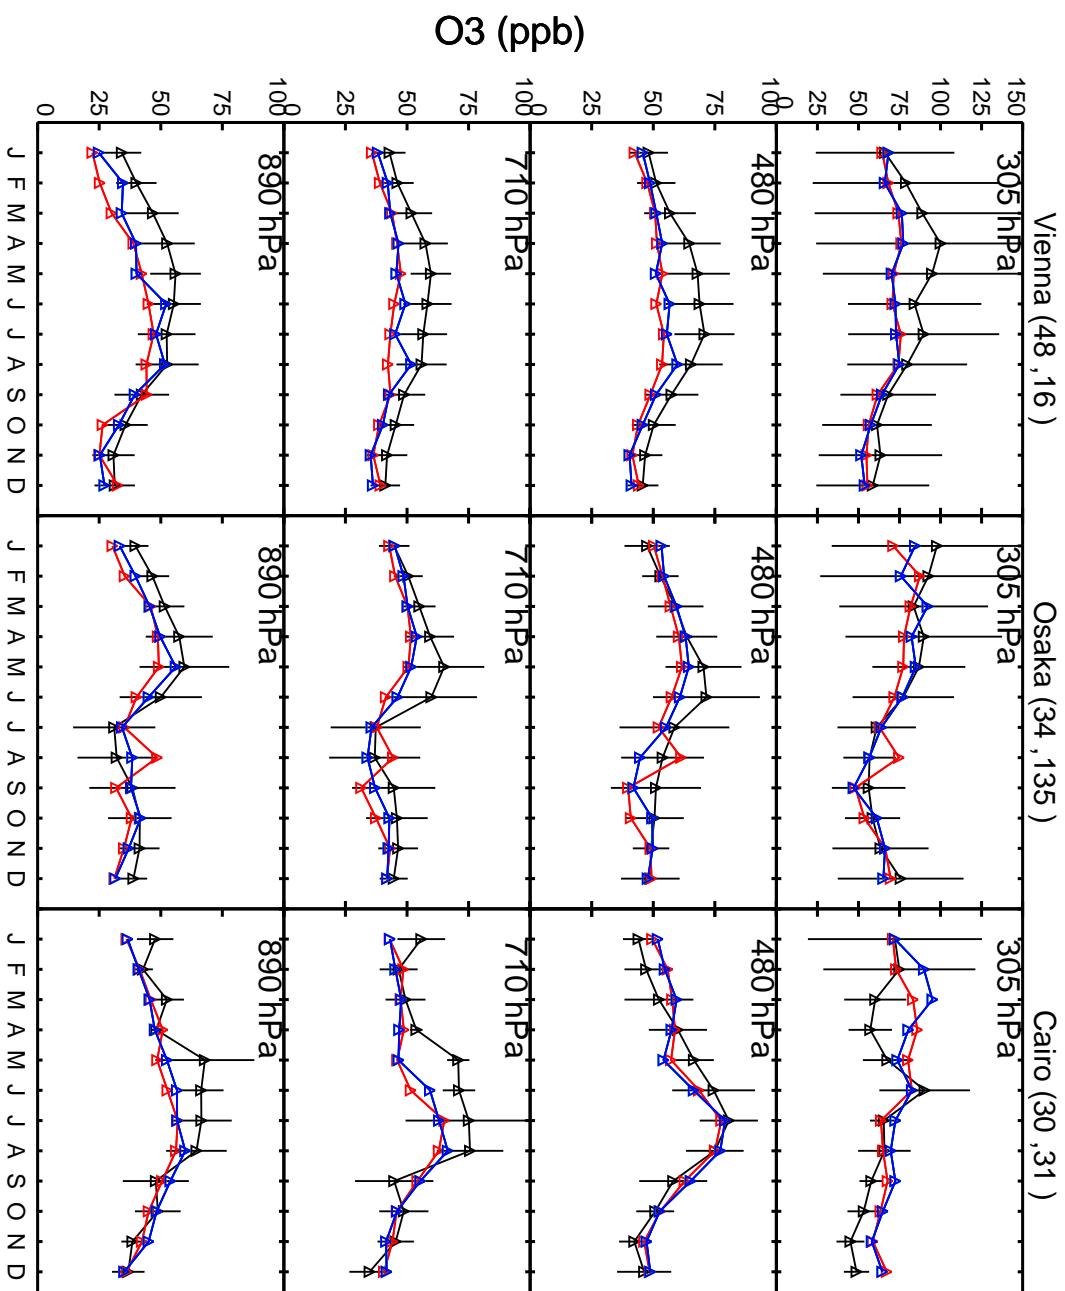 O3 (ppb)
Vienna (48 ,16 )
Osaka (34 ,135 )
Cairo (30 ,31 )
150
125
100
75
50
25
0
305 hPa
305 hPa
305 hPa
100
75
50
25
0
480 hPa
480 hPa
480 hPa
100
75
50
25
0
710 hPa
710 hPa
710 hPa
100
75
50
25
0
890 hPa
890 hPa
890 hPa
J F M A M J J A S O N D
J F M A M J J A S O N D
J F M A M J J A S O N D